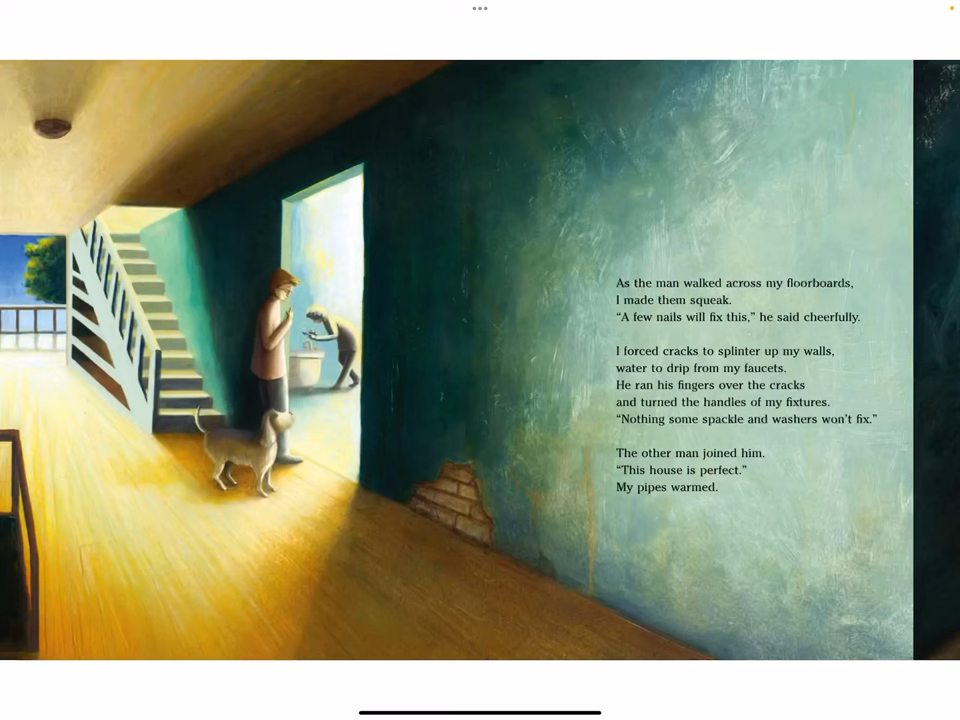 As the man walked across my floorboards,
I made them squeak.
“A few nails will fix this,” he said cheerfully.
I forced cracks to splinter up my walls,
water to drip from my faucets.
He ran his fingers over the cracks
and turned the handles of my fixtures.
“Nothing some spackle and washers won’t fix.”
The other man joined him.
“This house is perfect.”
My pipes warmed.